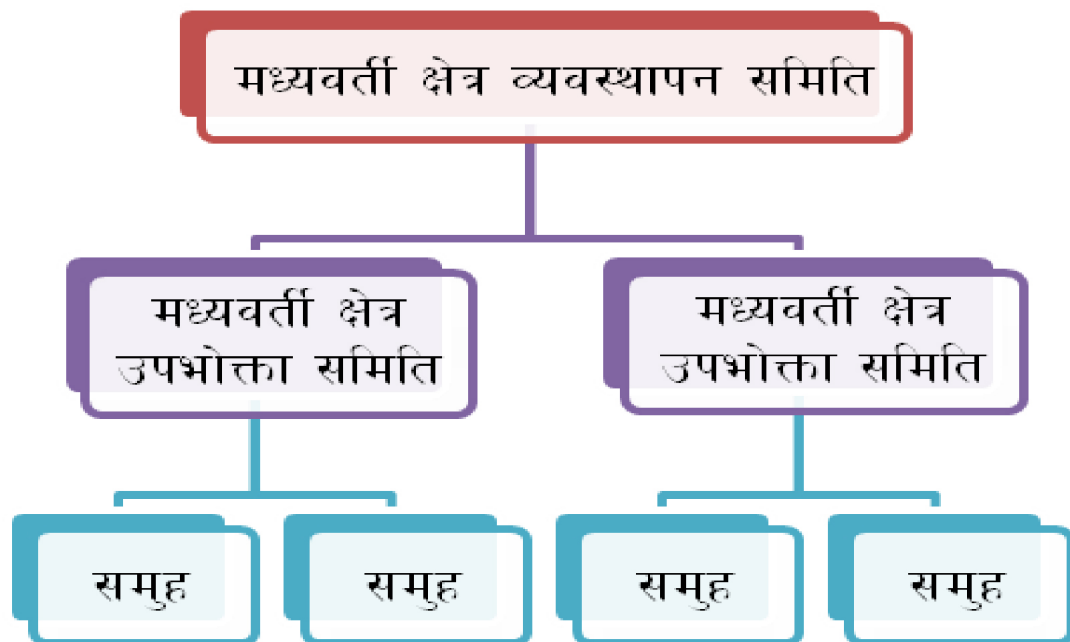 मध्यवर्ती क्षेत्र व्यवस्थापन समिति
मध्यवर्ती क्षेत्र
उपभोक्ता समिति
मध्यवर्ती क्षेत्र
उपभोक्ता समिति
समुह
समुह
समुह
समुह